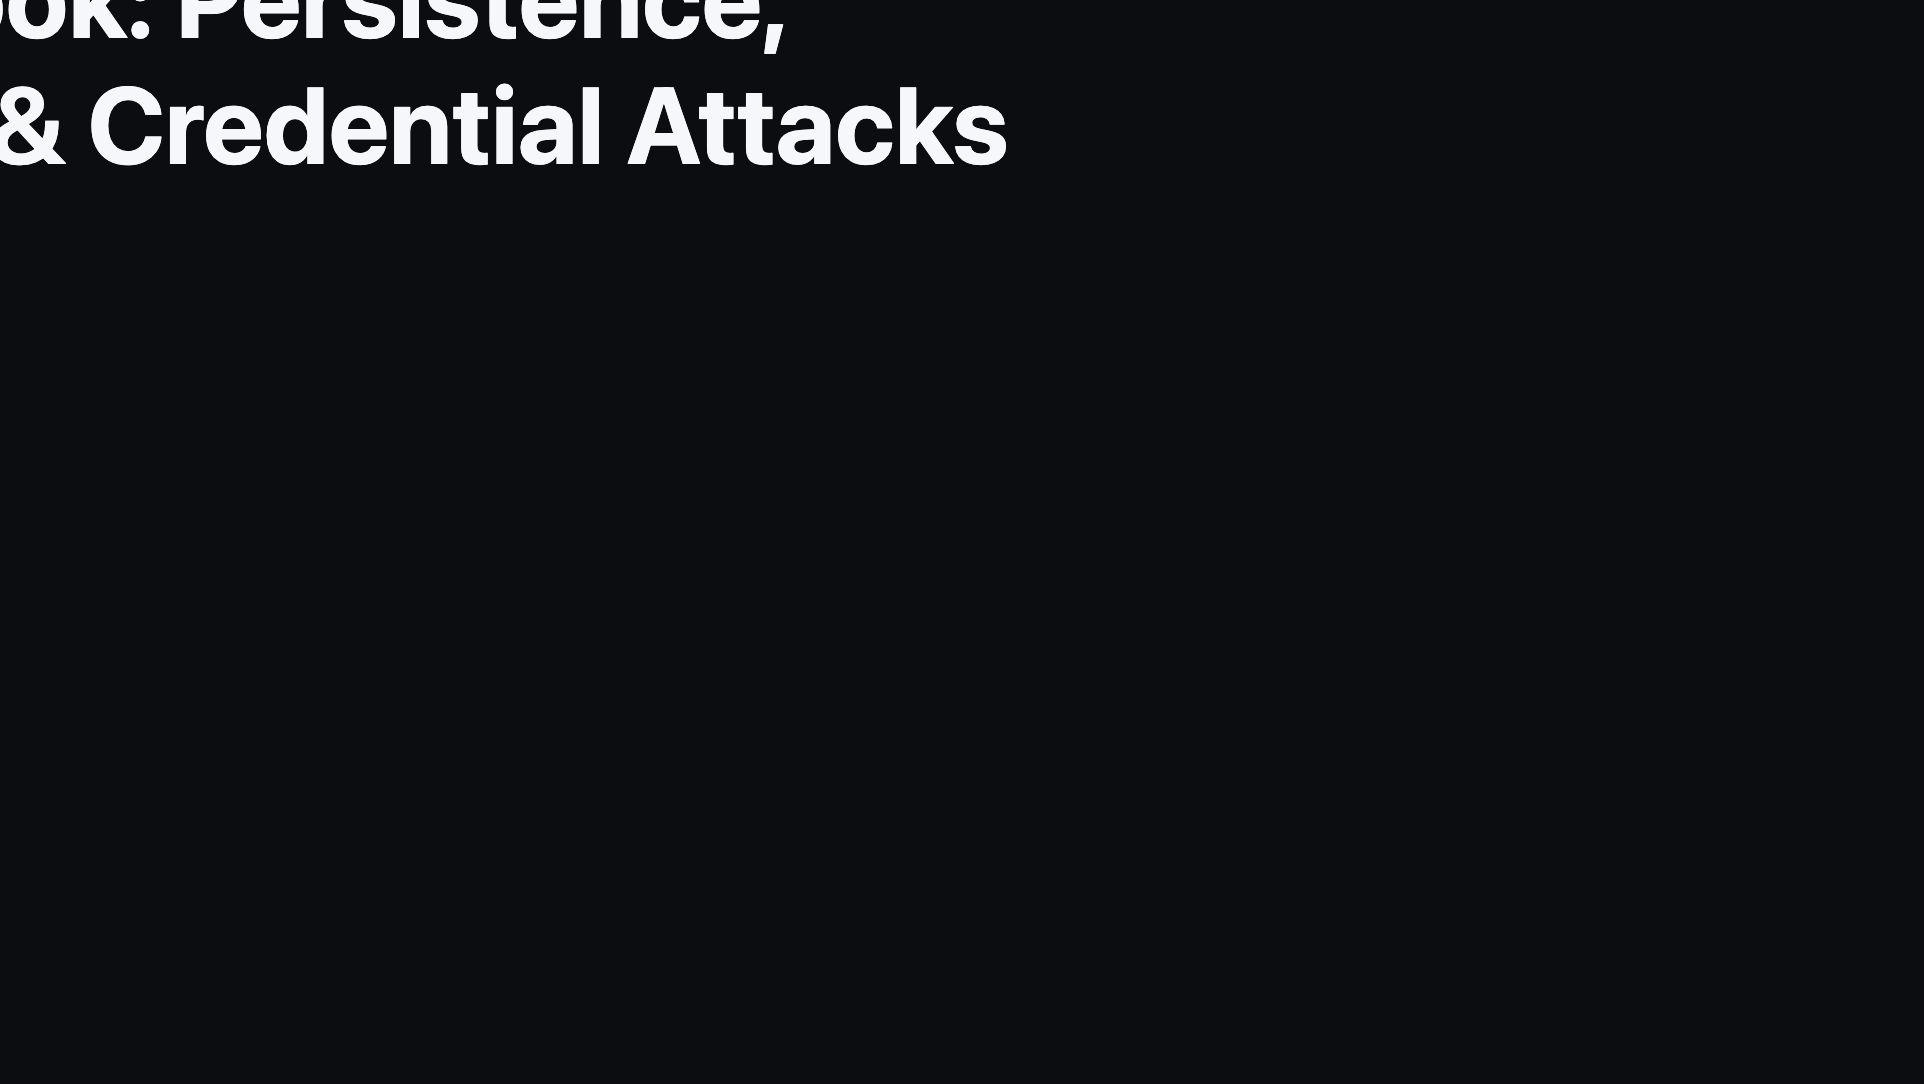 ok: Persistence,
& Credential Attacks